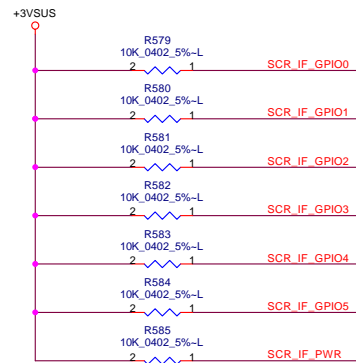 +3VSUS
R579
10K_0402_5%~L
2 1 SCR_IF_GPIO0
R580
10K_0402_5%~L
2 1 SCR_IF_GPIO1
R581
10K_0402_5%~L
2 1 SCR_IF_GPIO2
R582
10K_0402_5%~L
2 1 SCR_IF_GPIO3
R583
10K_0402_5%~L
2 1 SCR_IF_GPIO4
R584
10K_0402_5%~L
2 1 SCR_IF_GPIO5
R585
10K_0402_5%~L
2 1 SCR_IF_PWR